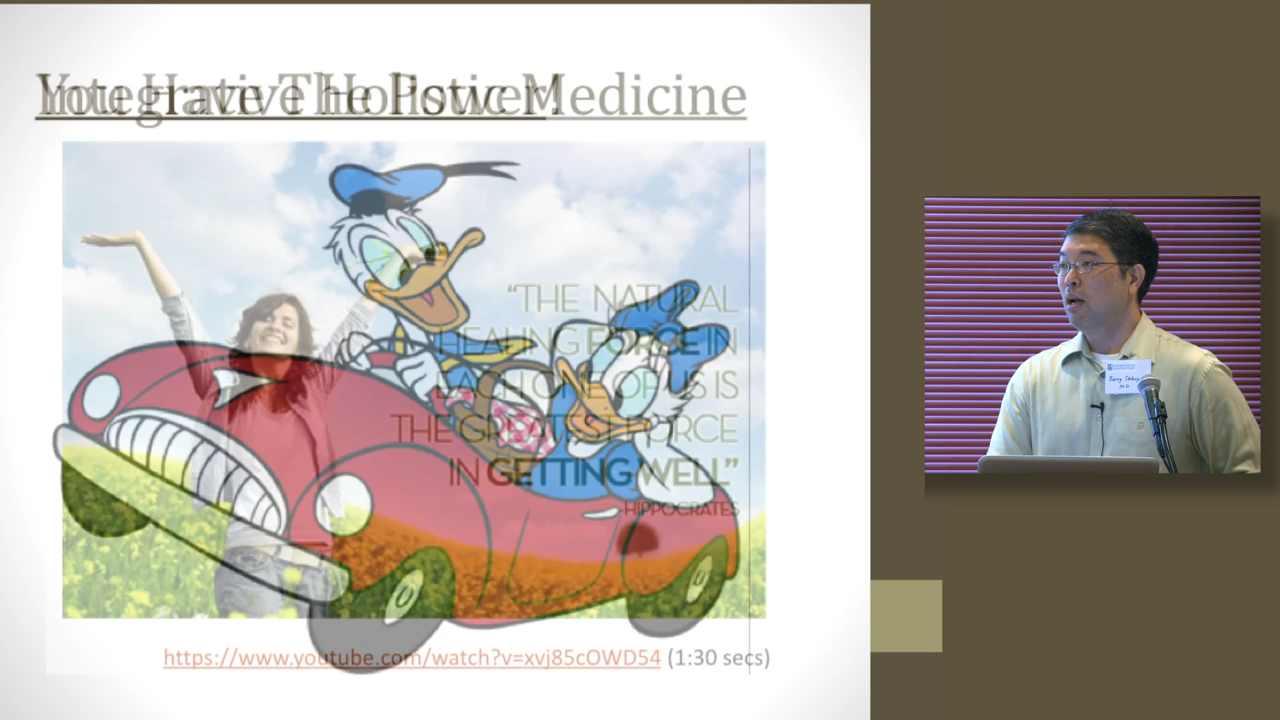 You Have The Power!
Integrative Holistic Medicine
“THE NATURAL
HEALING FORCE IN
EACH ONE OF US IS
THE GREATEST FORCE
IN GETTING WELL”
-HIPPOCRATES
https://www.youtube.com/watch?v=xvj85cOWD54 (1:30 secs)
M.D.